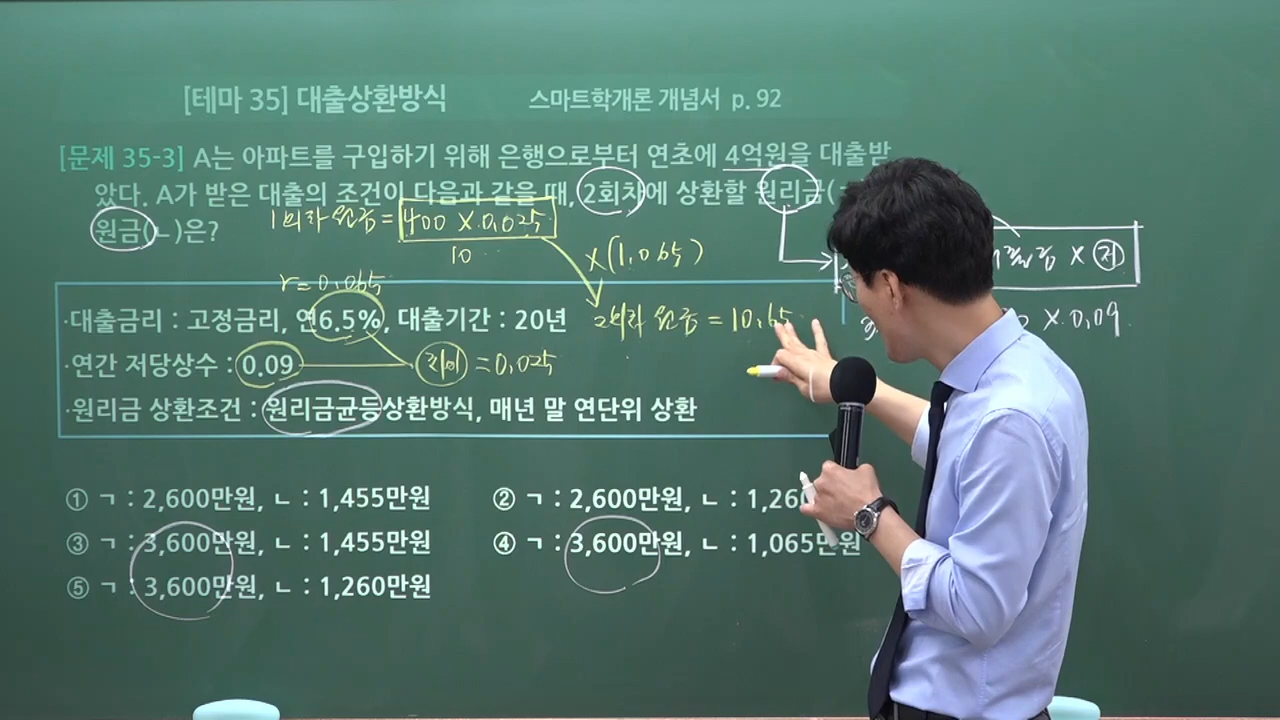 [테마 35] 대출상환방식 스마트학개론 개념서 p. 92
[문제 35-3] A는 아파트를 구입하기 위해 은행으로부터 연초에 4억원을 대출받
았다. A가 받은 대출의 조건이 다음과 같을 때, 2회차에 상환할 원리금(
1회차 원금 = 400 X 0.025
원금(ㄴ)은?
10
X(1.065)
X 저
r=0.065
·대출금리 : 고정금리, 연6.5%, 대출기간 : 20년
2회차 원금 = 10.65
X 0.09
·연간 저당상수 : 0.09
차이 = 0.025
·원리금 상환조건 : 원리금균등상환방식, 매년 말 연단위 상환
① ㄱ : 2,600만원, ㄴ : 1,455만원
② ㄱ : 2,600만원, ㄴ : 1,260
③ ㄱ : 3,600만원, ㄴ : 1,455만원
④ ㄱ : 3,600만원, ㄴ : 1,065만원
⑤ ㄱ : 3,600만원, ㄴ : 1,260만원